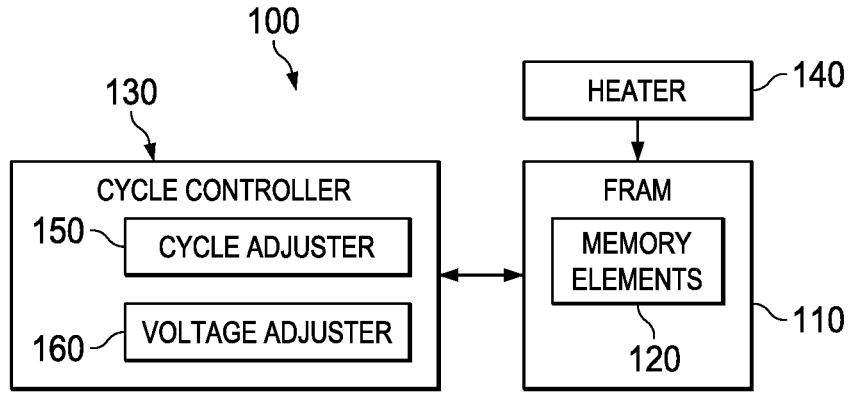 100
130
HEATER
140
CYCLE CONTROLLER
FRAM
150
CYCLE ADJUSTER
MEMORY
ELEMENTS
160
VOLTAGE ADJUSTER
120
110